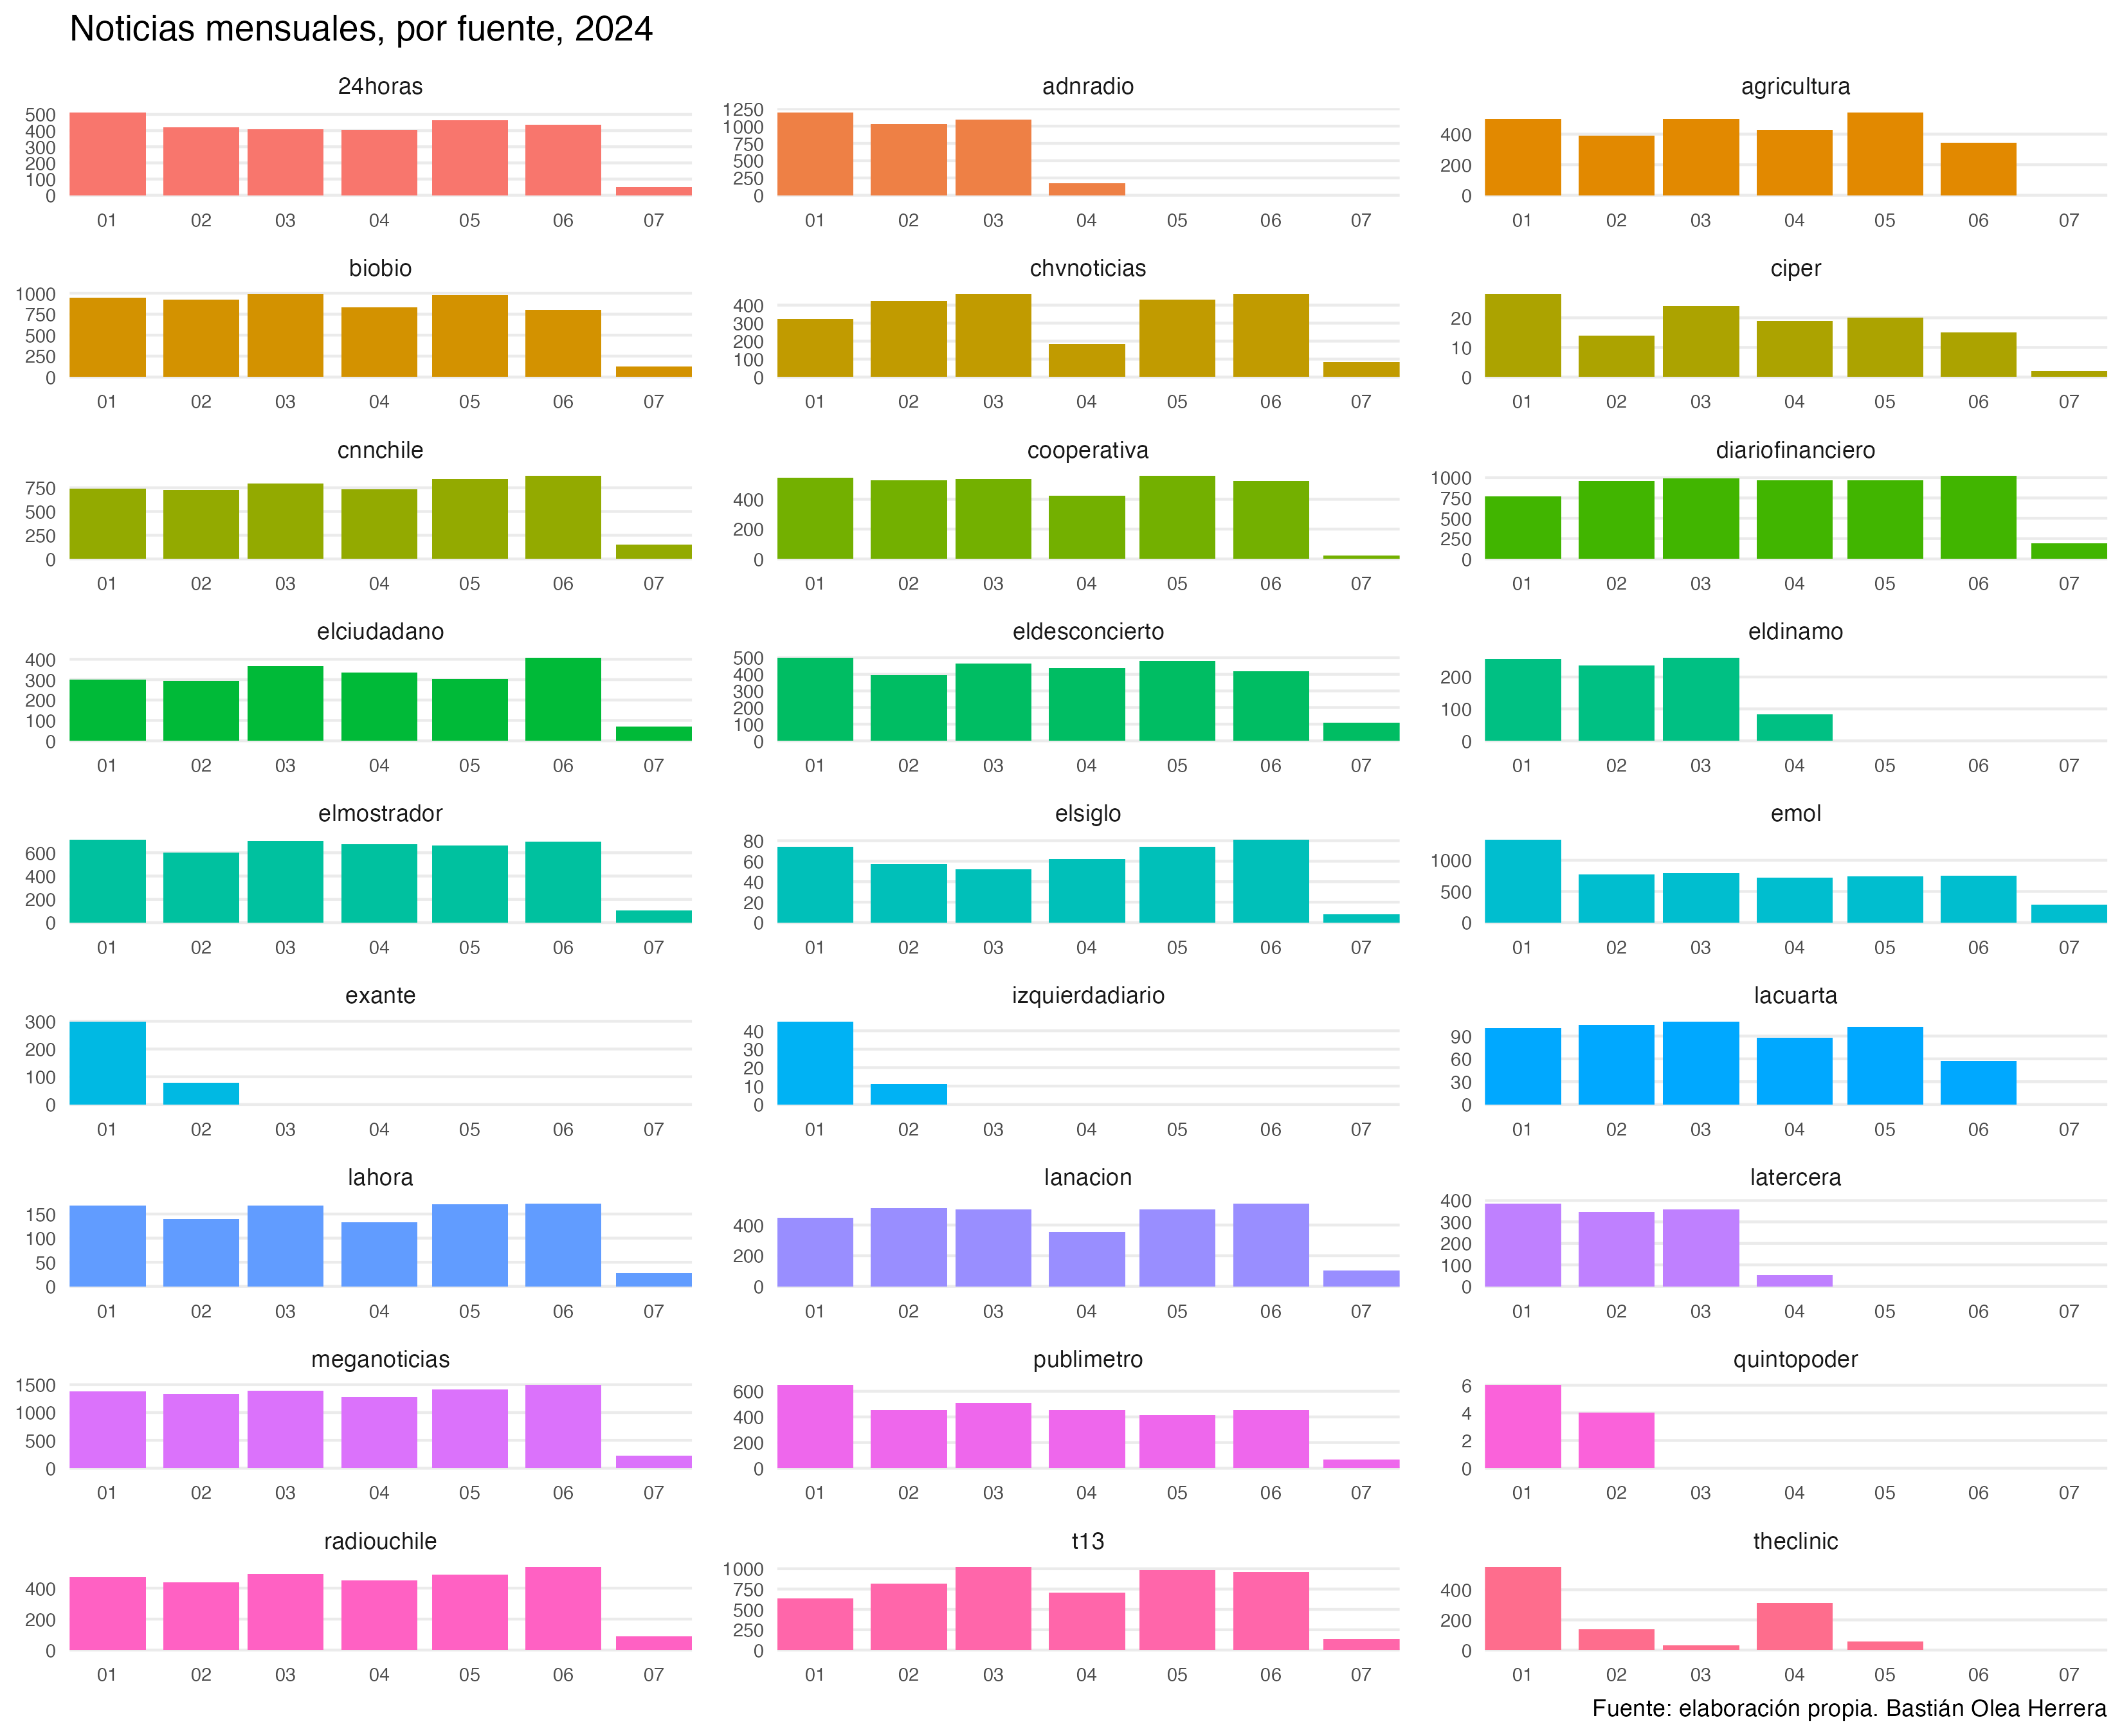 Noticias mensuales, por fuente, 2024
24horas
500
400
300
200
100
0
01 02 03 04 05 06 07
adnradio
1250
1000
750
500
250
0
01 02 03 04 05 06 07
agricultura
400
200
0
01 02 03 04 05 06 07
biobio
1000
750
500
250
0
01 02 03 04 05 06 07
chvnoticias
400
300
200
100
0
01 02 03 04 05 06 07
ciper
20
10
0
01 02 03 04 05 06 07
cnnchile
750
500
250
0
01 02 03 04 05 06 07
cooperativa
400
200
0
01 02 03 04 05 06 07
diariofinanciero
1000
750
500
250
0
01 02 03 04 05 06 07
elciudadano
400
300
200
100
0
01 02 03 04 05 06 07
eldesconcierto
500
400
300
200
100
0
01 02 03 04 05 06 07
eldinamo
200
100
0
01 02 03 04 05 06 07
elmostrador
600
400
200
0
01 02 03 04 05 06 07
elsiglo
80
60
40
20
0
01 02 03 04 05 06 07
emol
1000
500
0
01 02 03 04 05 06 07
exante
300
200
100
0
01 02 03 04 05 06 07
izquierdadiario
40
30
20
10
0
01 02 03 04 05 06 07
lacuarta
90
60
30
0
01 02 03 04 05 06 07
lahora
150
100
50
0
01 02 03 04 05 06 07
lanacion
400
200
0
01 02 03 04 05 06 07
latercera
400
300
200
100
0
01 02 03 04 05 06 07
meganoticias
1500
1000
500
0
01 02 03 04 05 06 07
publimetro
600
400
200
0
01 02 03 04 05 06 07
quintopoder
6
4
2
0
01 02 03 04 05 06 07
radiouchile
400
200
0
01 02 03 04 05 06 07
t13
1000
750
500
250
0
01 02 03 04 05 06 07
theclinic
400
200
0
01 02 03 04 05 06 07
Fuente: elaboración propia. Bastián Olea Herrera